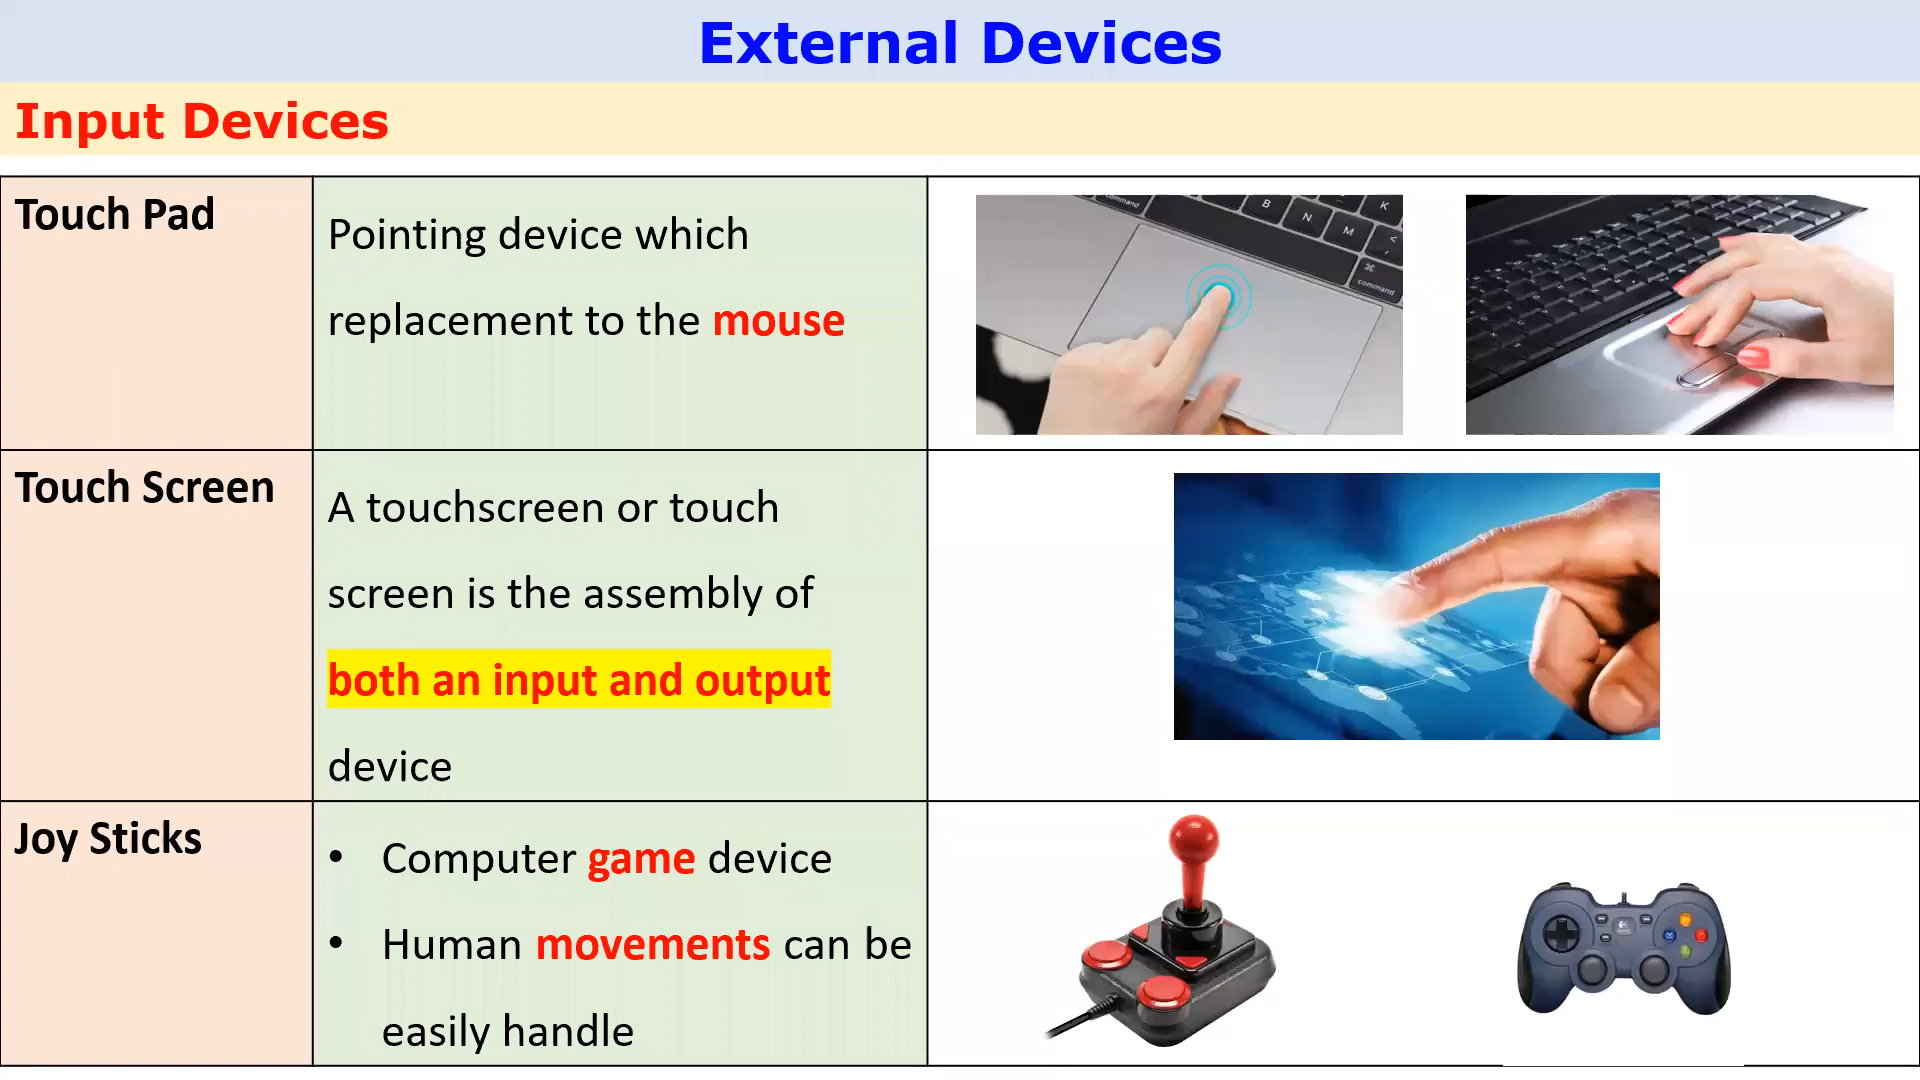 External Devices
Input Devices
Touch Pad
Pointing device which
replacement to the mouse
command
B
N
M
K
<
,
⌘
command
Touch Screen
A touchscreen or touch
screen is the assembly of
both an input and output
device
Joy Sticks
• Computer game device
• Human movements can be
easily handle